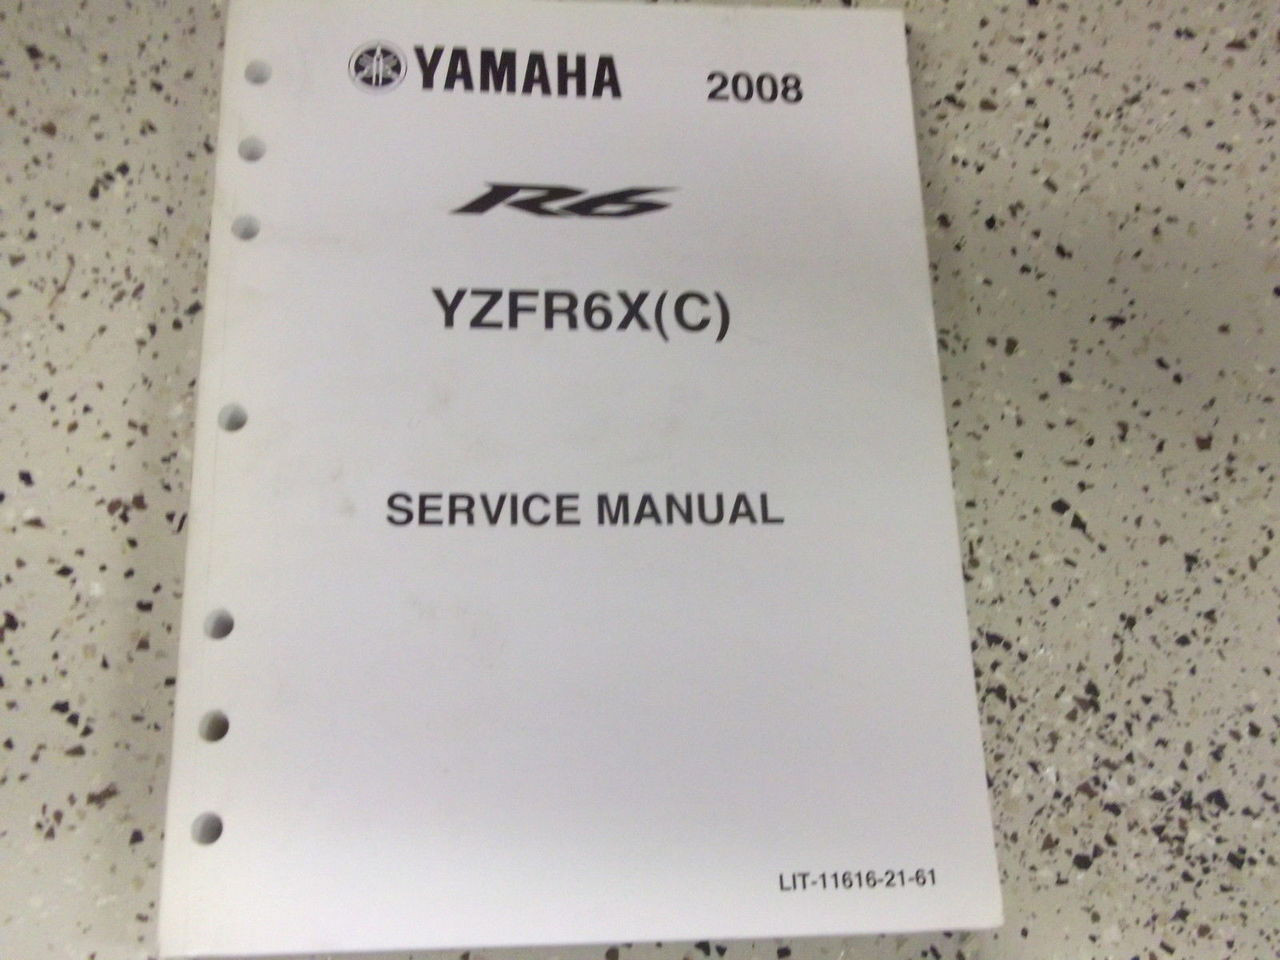 YAMAHA 2008
R6
YZFR6X(C)
SERVICE MANUAL
LIT-11616-21-61